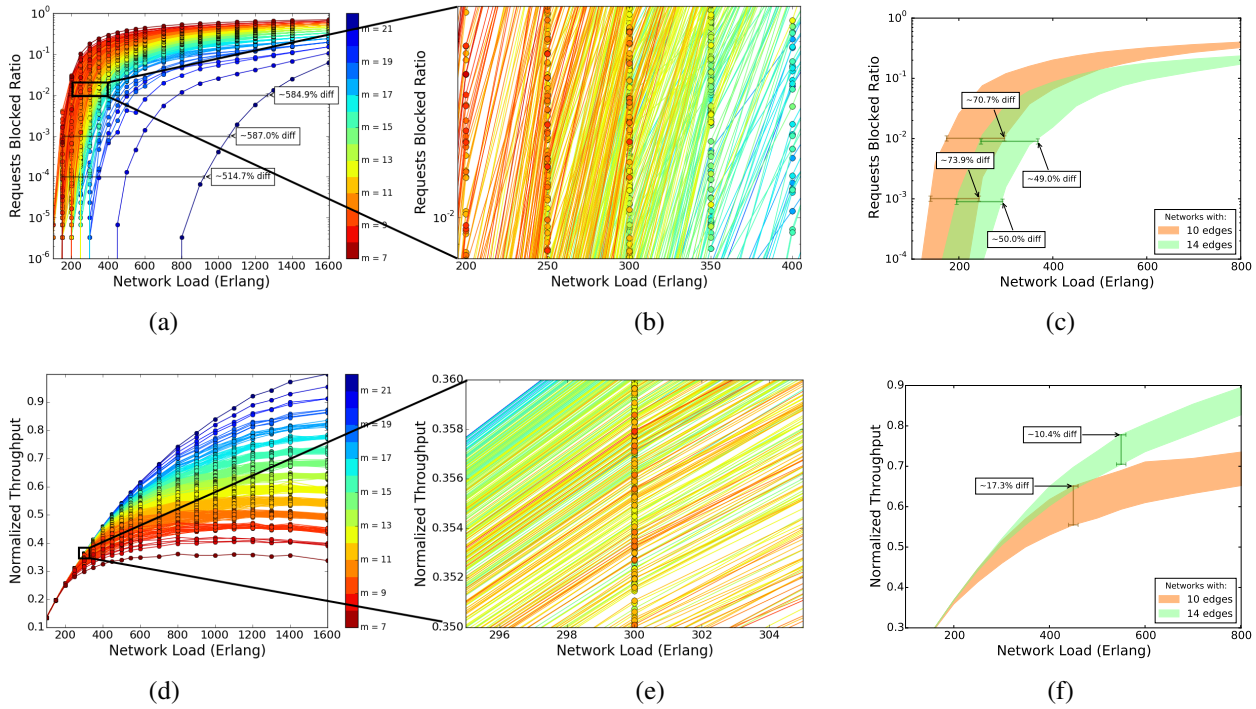 Requests Blocked Ratio
10^0
10^-1
10^-2
10^-3
10^-4
10^-5
10^-6
~584.9% diff
~587.0% diff
~514.7% diff
200 400 600 800 1000 1200 1400 1600
Network Load (Erlang)
m = 21
m = 19
m = 17
m = 15
m = 13
m = 11
m = 9
m = 7
(a)
Requests Blocked Ratio
10^-2
200 250 300 350 400
Network Load (Erlang)
(b)
Requests Blocked Ratio
10^0
10^-1
10^-2
10^-3
10^-4
~70.7% diff
~73.9% diff
~49.0% diff
~50.0% diff
Networks with:
10 edges
14 edges
200 400 600 800
Network Load (Erlang)
(c)
Normalized Throughput
0.9
0.8
0.7
0.6
0.5
0.4
0.3
0.2
0.1
200 400 600 800 1000 1200 1400 1600
Network Load (Erlang)
m = 21
m = 19
m = 17
m = 15
m = 13
m = 11
m = 9
m = 7
(d)
Normalized Throughput
0.360
0.358
0.356
0.354
0.352
0.350
296 298 300 302 304
Network Load (Erlang)
(e)
Normalized Throughput
0.9
0.8
0.7
0.6
0.5
0.4
0.3
~10.4% diff
~17.3% diff
Networks with:
10 edges
14 edges
200 400 600 800
Network Load (Erlang)
(f)